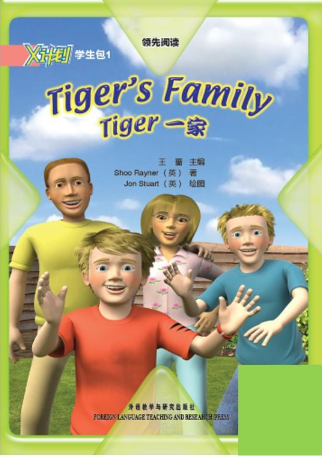 领先阅读
X计划 学生包1
Tiger's Family
Tiger 一家
王蔷 主编
Shoo Rayner（英）著
Jon Stuart（英）绘图
外语教学与研究出版社
FOREIGN LANGUAGE TEACHING AND RESEARCH PRESS